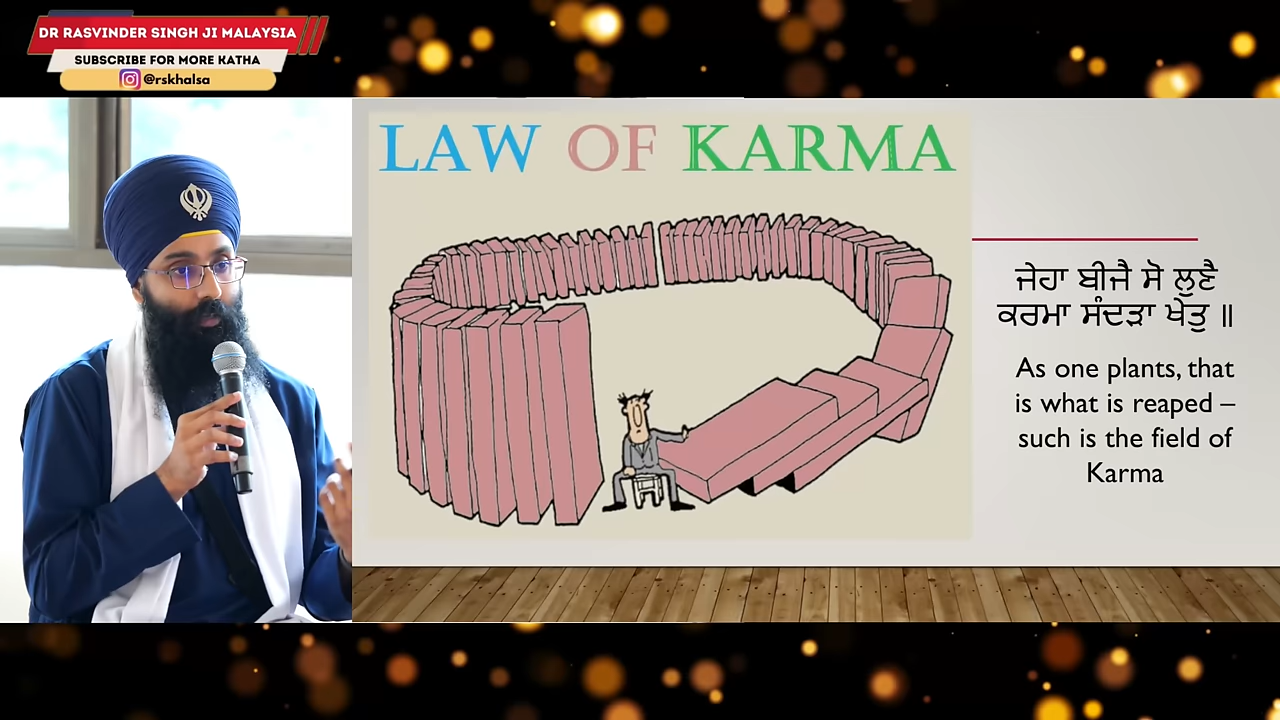 DR RASVINDER SINGH JI MALAYSIA
SUBSCRIBE FOR MORE KATHA
@rskhalsa
LAW OF KARMA
ਜੇਹਾ ਬੀਜੈ ਸੋ ਲੁਣੈ
ਕਰਮਾ ਸੰਦੜਾ ਖੇਤੁ ॥
As one plants, that
is what is reaped –
such is the field of
Karma